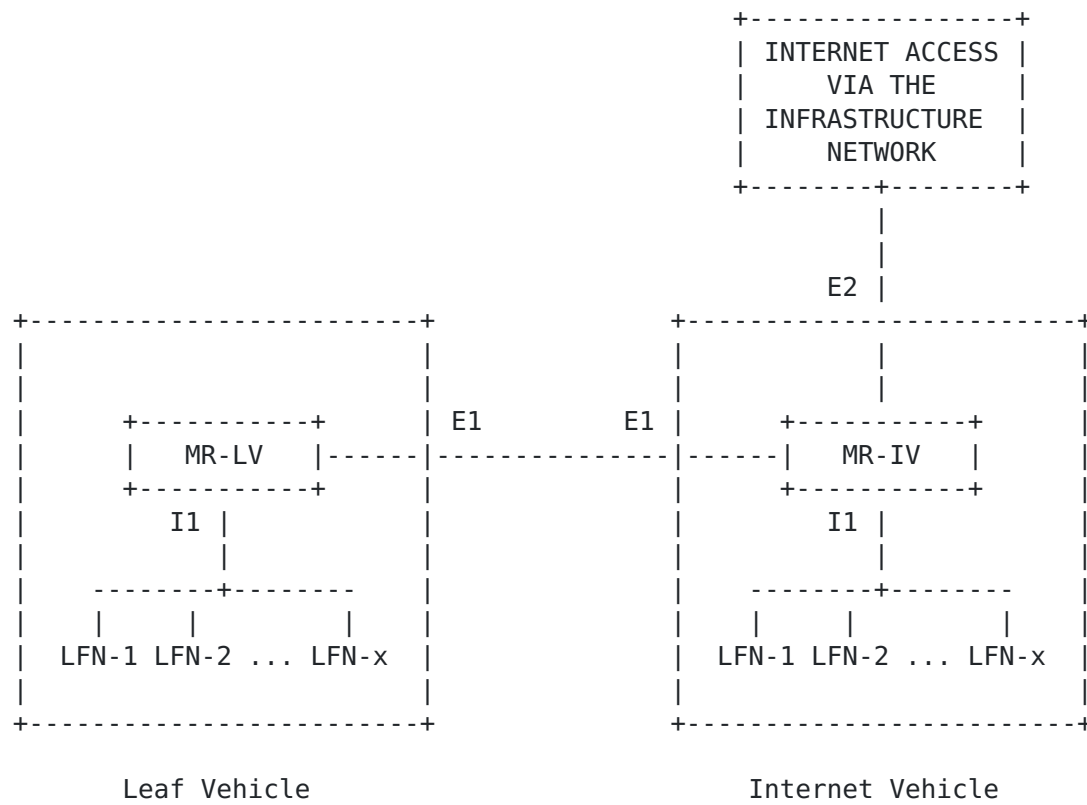 INTERNET ACCESS
VIA THE
INFRASTRUCTURE
NETWORK
E2
E1 E1
MR-LV MR-IV
I1 I1
LFN-1 LFN-2 ... LFN-x LFN-1 LFN-2 ... LFN-x
Leaf Vehicle Internet Vehicle